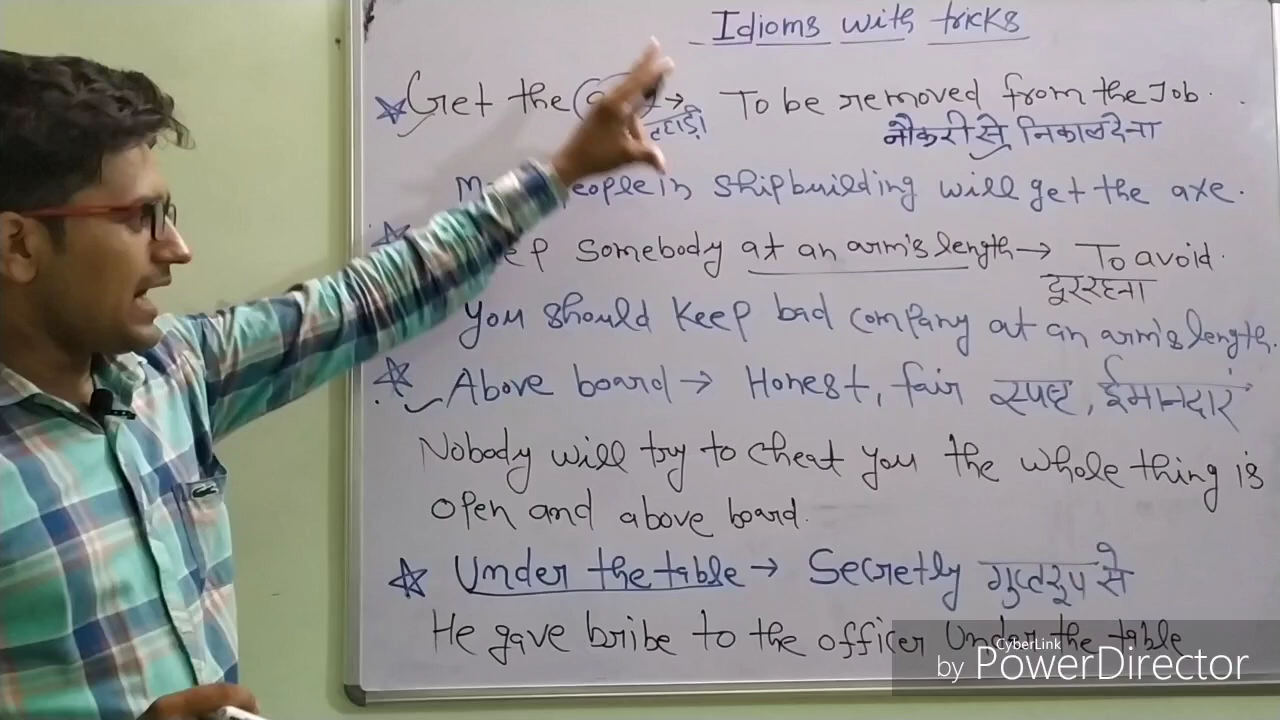 Idioms with tricks
Get the → To be removed from the Job.
नौकरी से निकाल देना
in shipbuilding will get the axe.
somebody at an arm's length → To avoid.
दूर रहना
You should keep bad company at an arm's length.
Above board → Honest, fair स्पष्ट, ईमानदार
Nobody will try to cheat you the whole thing is
open and above board.
Under the table → Secretly गुप्त रूप से
He gave bribe to the officer under the table
CyberLink
by PowerDirector